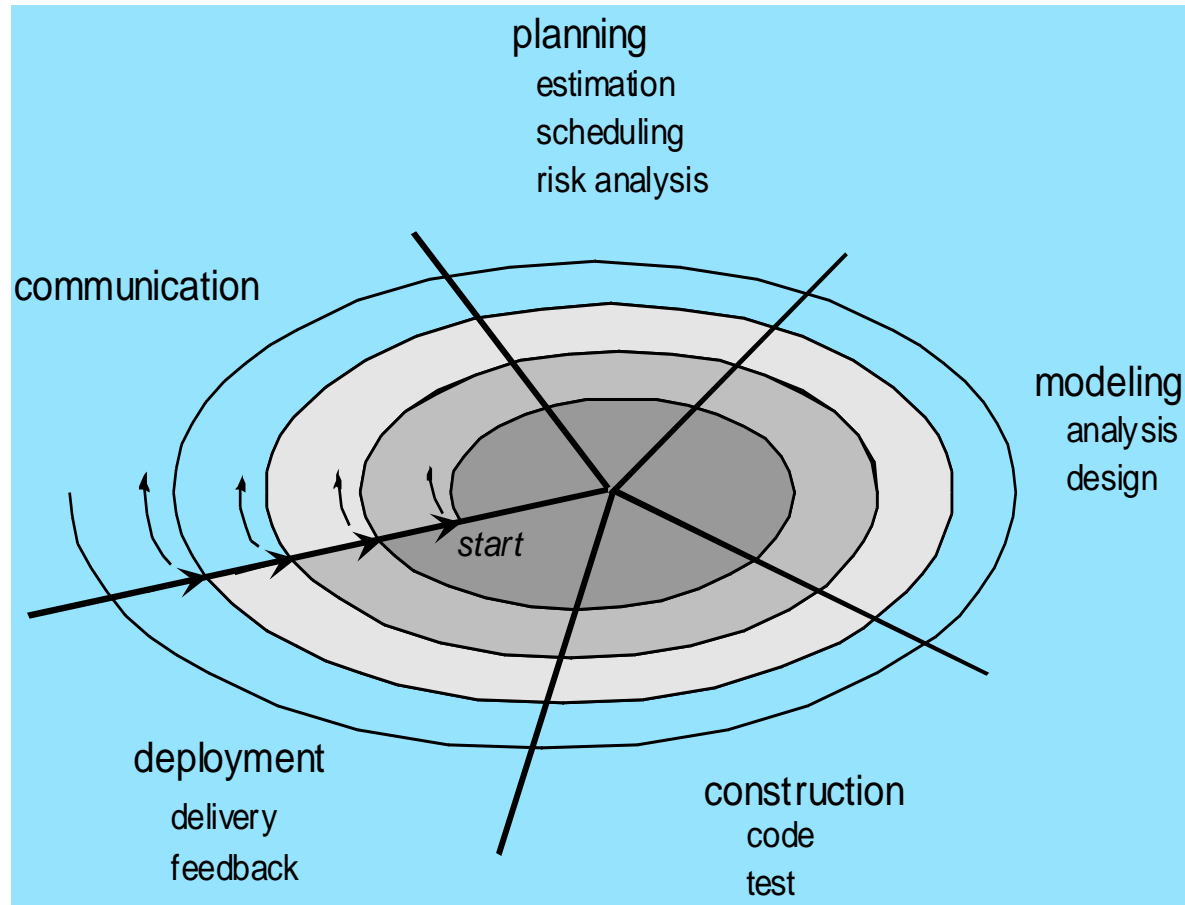 planning
estimation
scheduling
risk analysis
communication
modeling
analysis
design
start
deployment
delivery
feedback
construction
code
test